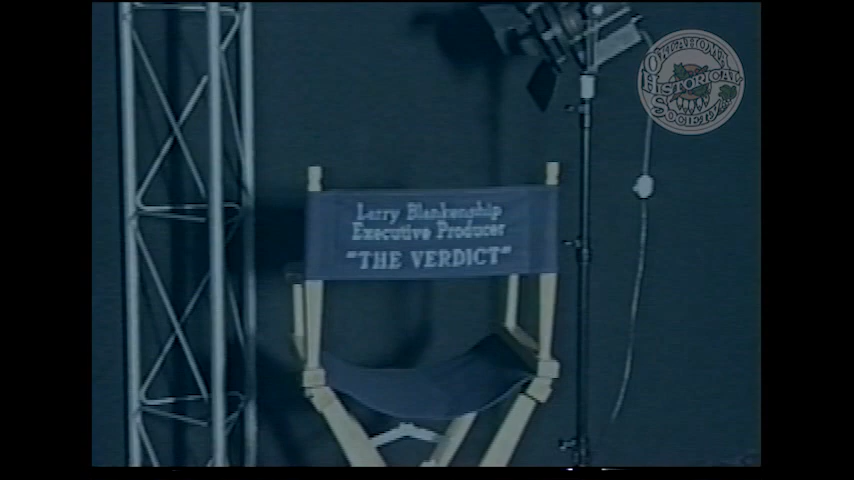 OKLAHOMA
HISTORICAL
SOCIETY
Larry Blankenship
Executive Producer
"THE VERDICT"